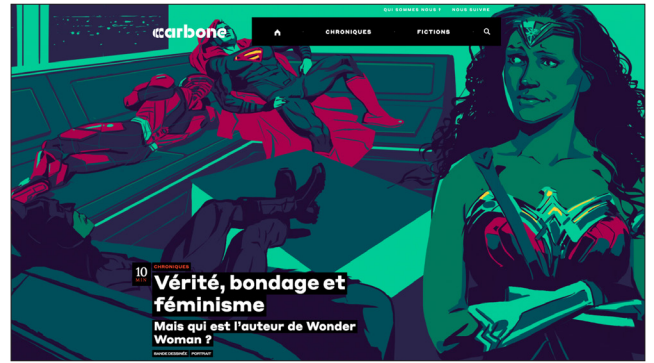 QUI SOMMES NOUS ? NOUS SUIVRE
carbone
CHRONIQUES FICTIONS
10
MIN
CHRONIQUES
Vérité, bondage et
féminisme
Mais qui est l'auteur de Wonder
Woman ?
BANDE DESSINÉE PORTRAIT